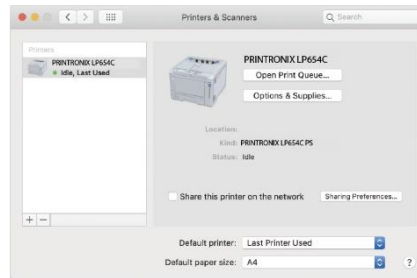 Printers & Scanners
Search
Printers
PRINTRONIX LP654C
Idle, Last Used
PRINTRONIX LP654C
Open Print Queue...
Options & Supplies...
Location:
Kind: PRINTRONIX LP654C PS
Status: Idle
Share this printer on the network
Sharing Preferences...
+ −
Default printer: Last Printer Used
Default paper size: A4
?